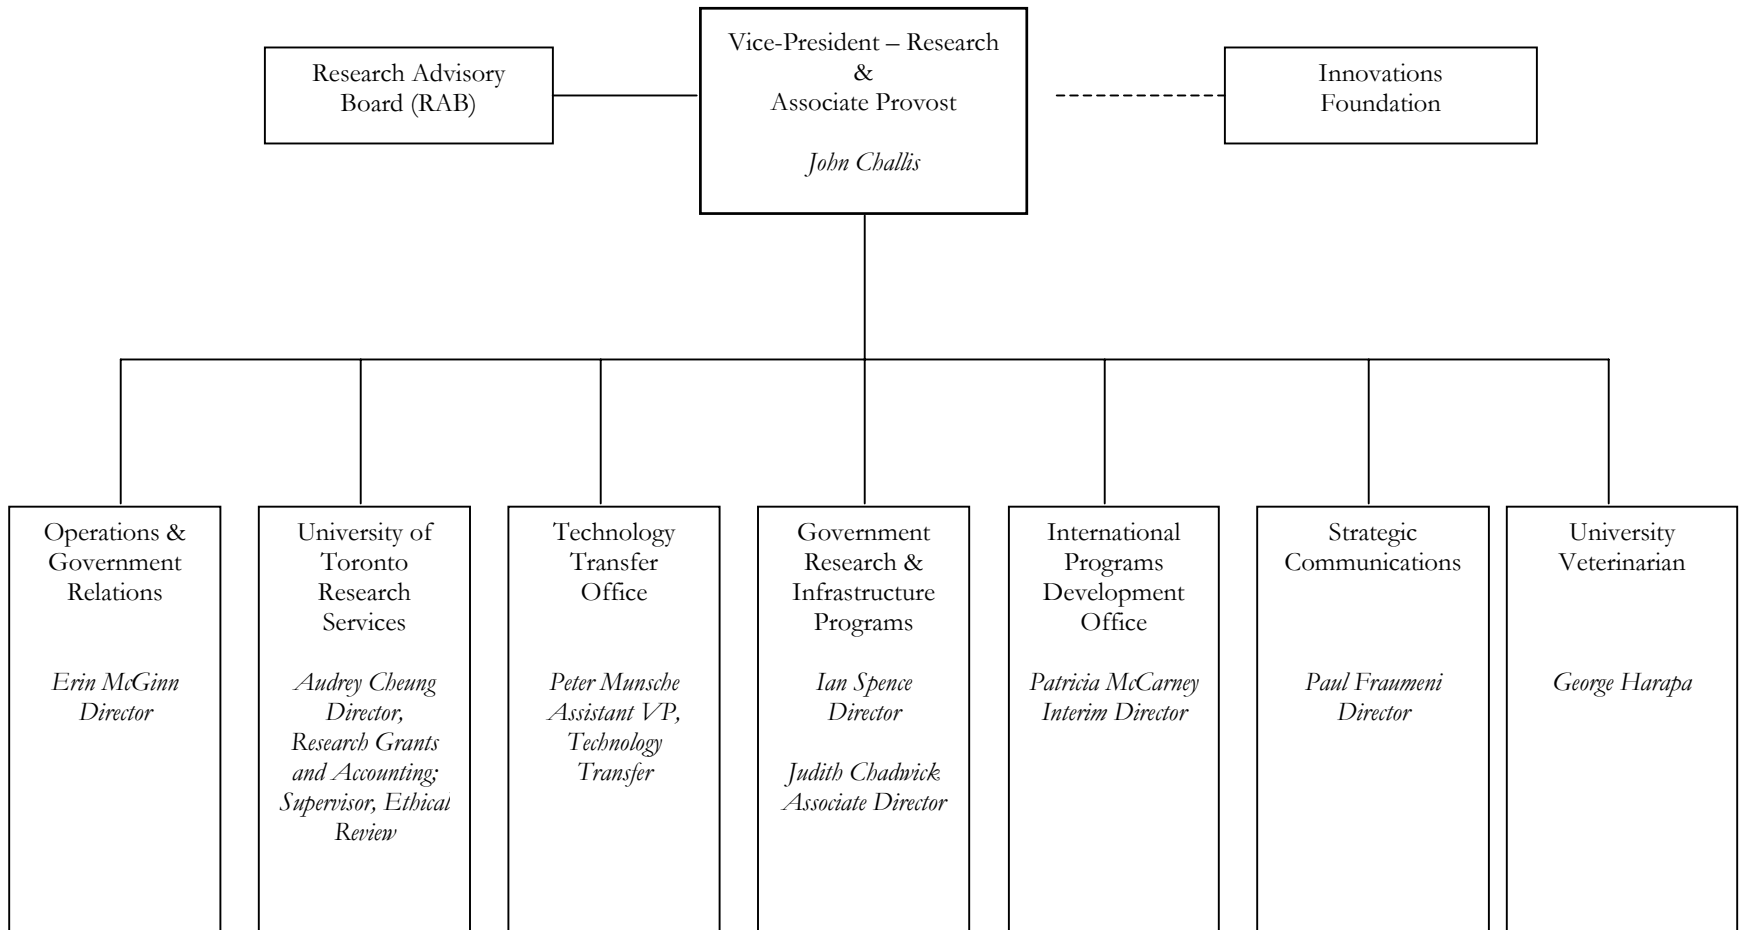 Research Advisory
Board (RAB)
Vice-President – Research
&
Associate Provost
John Challis
Innovations
Foundation
Operations &
Government
Relations
Erin McGinn
Director
University of
Toronto
Research
Services
Audrey Cheung
Director,
Research Grants
and Accounting;
Supervisor, Ethical
Review
Technology
Transfer
Office
Peter Munsche
Assistant VP,
Technology
Transfer
Government
Research &
Infrastructure
Programs
Ian Spence
Director
Judith Chadwick
Associate Director
International
Programs
Development
Office
Patricia McCarney
Interim Director
Strategic
Communications
Paul Fraumeni
Director
University
Veterinarian
George Harapa